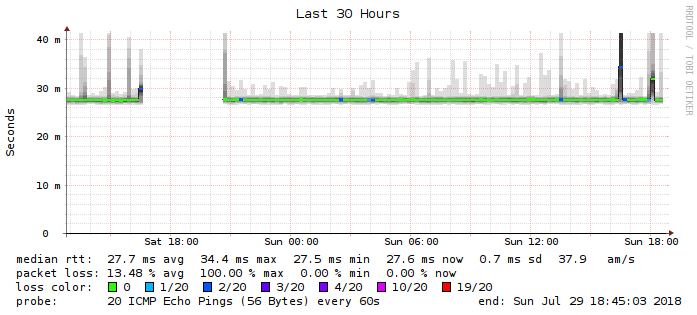 Last 30 Hours
RRDTOOL / TOBI OETIKER
Seconds
40 m
30 m
20 m
10 m
0
Sat 18:00 Sun 00:00 Sun 06:00 Sun 12:00 Sun 18:00
median rtt: 27.7 ms avg 34.4 ms max 27.5 ms min 27.6 ms now 0.7 ms sd 37.9 am/s
packet loss: 13.48 % avg 100.00 % max 0.00 % min 0.00 % now
loss color: 0 1/20 2/20 3/20 4/20 10/20 19/20
probe: 20 ICMP Echo Pings (56 Bytes) every 60s end: Sun Jul 29 18:45:03 2018